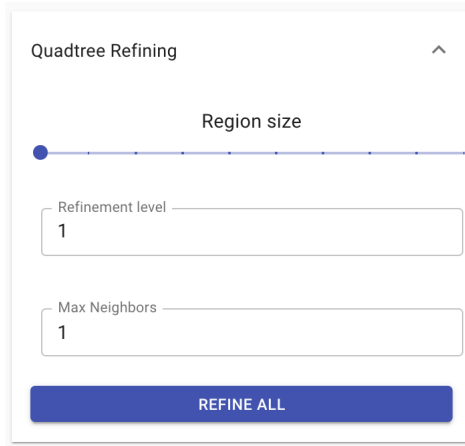 Quadtree Refining
Region size
Refinement level
1
Max Neighbors
1
REFINE ALL